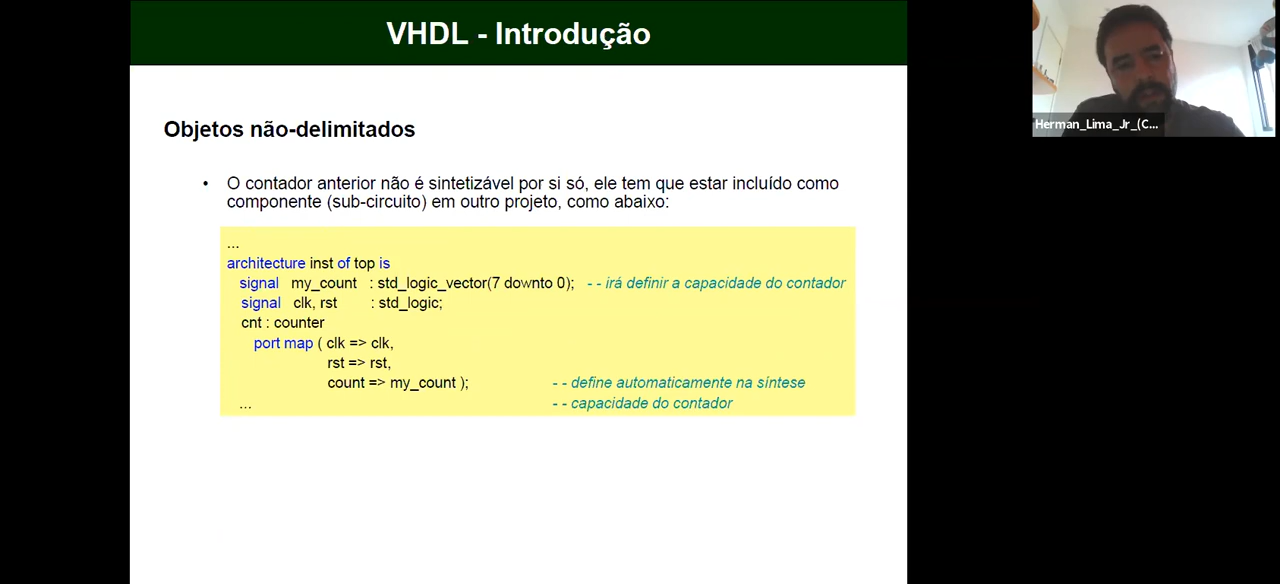 VHDL - Introdução
Herman_Lima_Jr_(C...
Objetos não-delimitados
• O contador anterior não é sintetizável por si só, ele tem que estar incluído como
componente (sub-circuito) em outro projeto, como abaixo:
...
architecture inst of top is
signal my_count : std_logic_vector(7 downto 0); - - irá definir a capacidade do contador
signal clk, rst : std_logic;
cnt : counter
port map ( clk => clk,
rst => rst,
count => my_count ); - - define automaticamente na síntese
... - - capacidade do contador